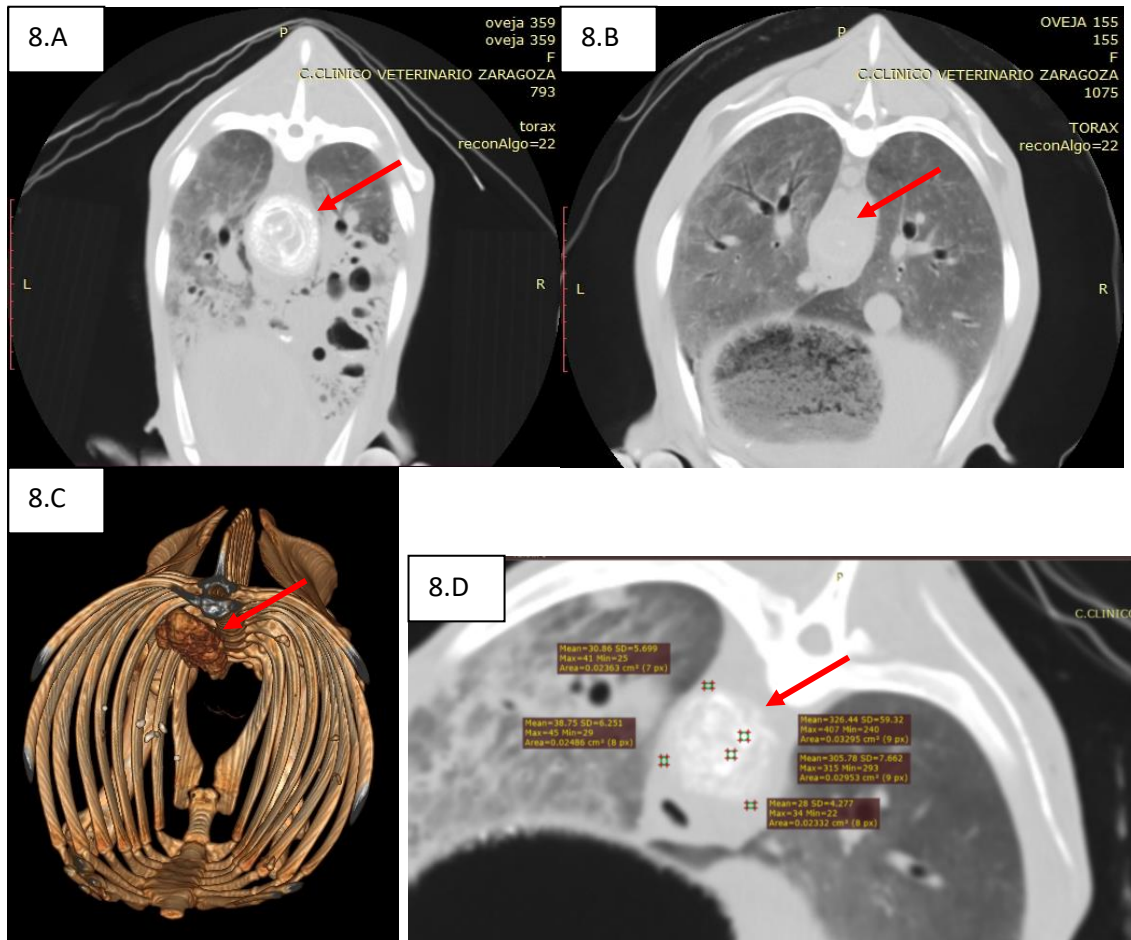 8.A
oveja 359
oveja 359
F
C.CLINICO VETERINARIO ZARAGOZA
793
torax
reconAlgo=22
P
L
R
8.B
OVEJA 155
155
F
C.CLINICO VETERINARIO ZARAGOZA
1075
TORAX
reconAlgo=22
P
L
R
8.C
8.D
P
C.CLINICO
Mean=30.86 SD=5.699
Max=41 Min=25
Area=0.02363 cm² (7 px)
Mean=38.75 SD=6.251
Max=45 Min=29
Area=0.02486 cm² (8 px)
Mean=326.44 SD=59.32
Max=407 Min=240
Area=0.03295 cm² (9 px)
Mean=305.78 SD=7.662
Max=315 Min=293
Area=0.02953 cm² (9 px)
Mean=28 SD=4.277
Max=34 Min=22
Area=0.02332 cm² (8 px)